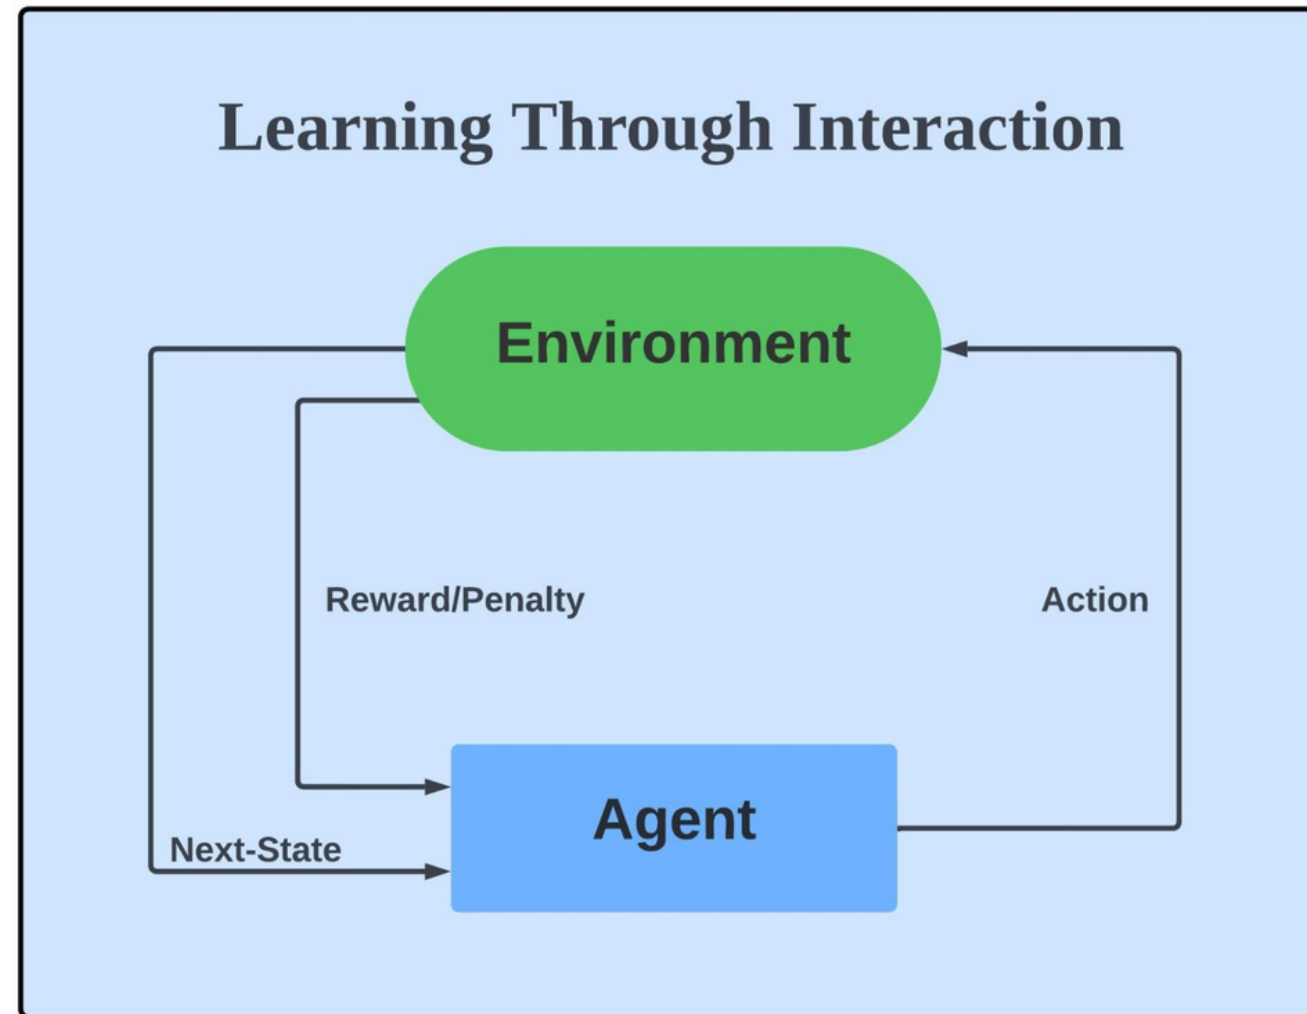 Learning Through Interaction
Environment
Reward/Penalty
Action
Agent
Next-State